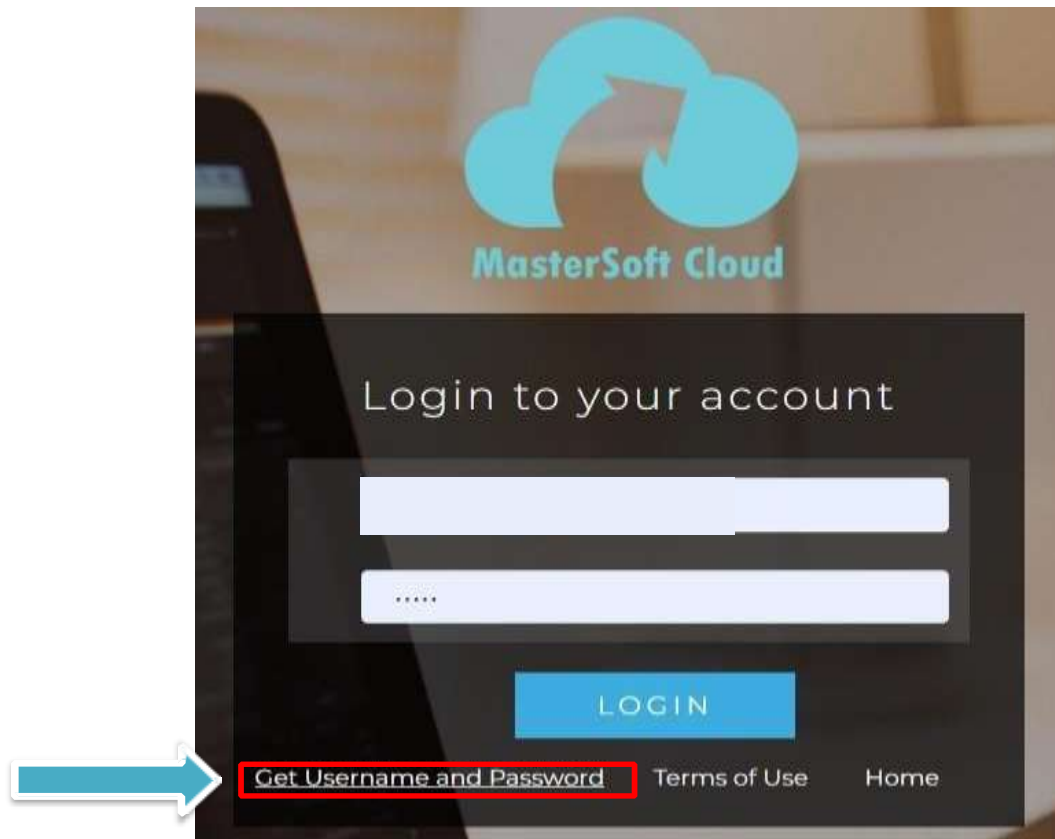 MasterSoft Cloud
Login to your account
.....
LOGIN
Get Username and Password Terms of Use Home